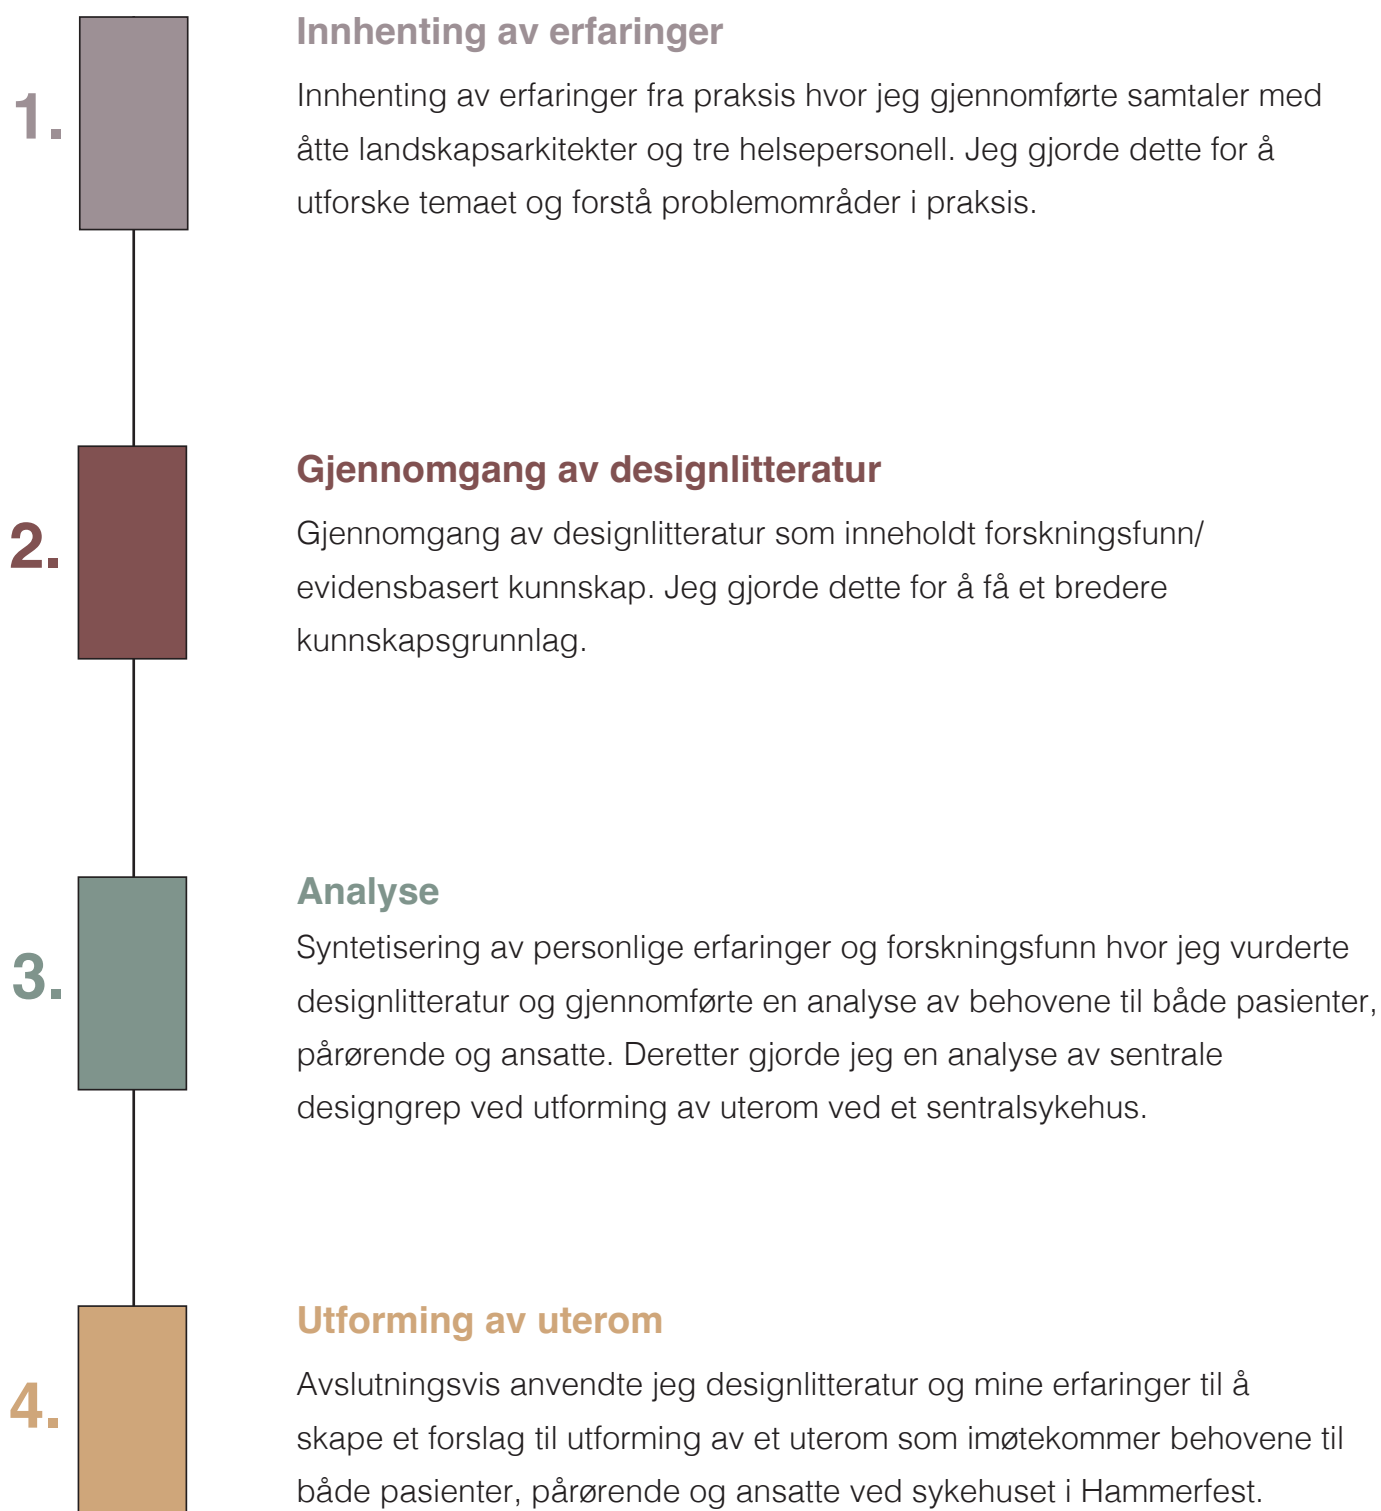 Innhenting av erfaringer
1.
Innhenting av erfaringer fra praksis hvor jeg gjennomførte samtaler med
åtte landskapsarkitekter og tre helsepersonell. Jeg gjorde dette for å
utforske temaet og forstå problemområder i praksis.
Gjennomgang av designlitteratur
2.
Gjennomgang av designlitteratur som inneholdt forskningsfunn/
evidensbasert kunnskap. Jeg gjorde dette for å få et bredere
kunnskapsgrunnlag.
Analyse
3.
Syntetisering av personlige erfaringer og forskningsfunn hvor jeg vurderte
designlitteratur og gjennomførte en analyse av behovene til både pasienter,
pårørende og ansatte. Deretter gjorde jeg en analyse av sentrale
designgrep ved utforming av uterom ved et sentralsykehus.
Utforming av uterom
4.
Avslutningsvis anvendte jeg designlitteratur og mine erfaringer til å
skape et forslag til utforming av et uterom som imøtekommer behovene til
både pasienter, pårørende og ansatte ved sykehuset i Hammerfest.